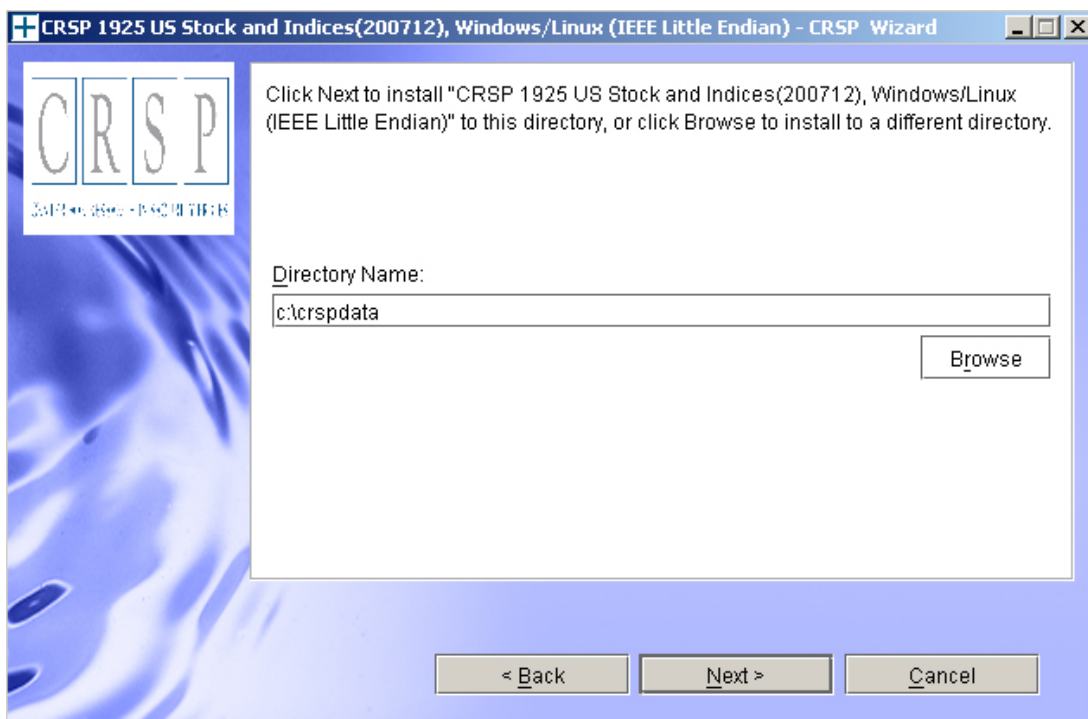 CRSP 1925 US Stock and Indices(200712), Windows/Linux (IEEE Little Endian) - CRSP Wizard
CRSP
Click Next to install "CRSP 1925 US Stock and Indices(200712), Windows/Linux
(IEEE Little Endian)" to this directory, or click Browse to install to a different directory.
Directory Name:
c:\crspdata
Browse
< Back
Next >
Cancel